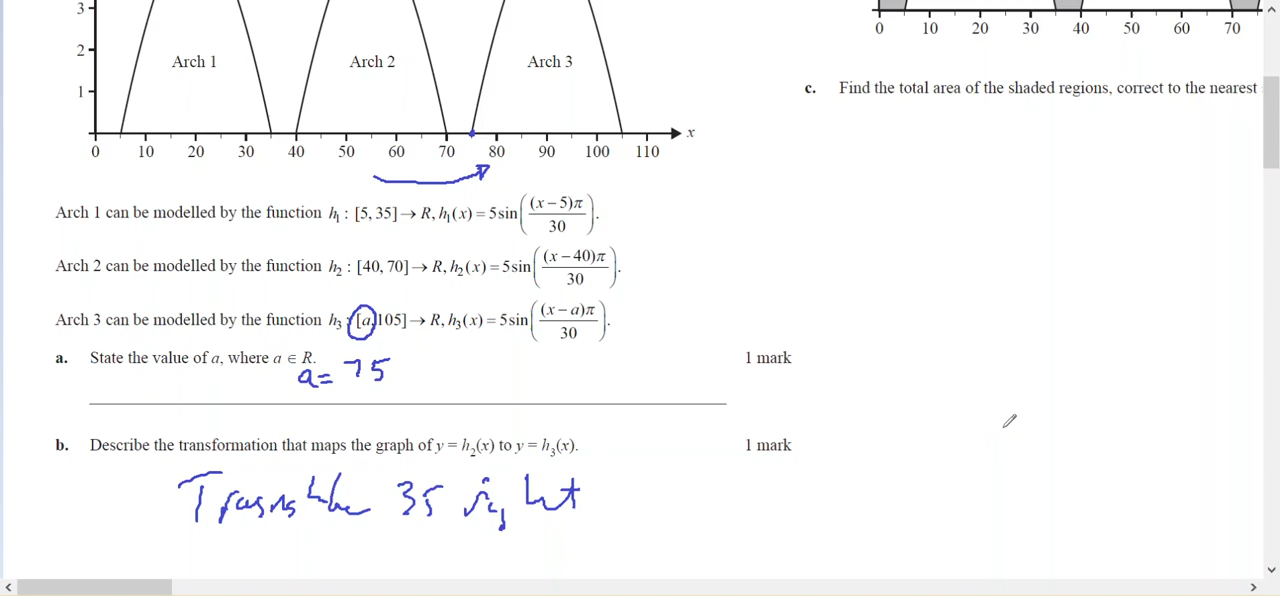 3
2
1
Arch 1 Arch 2 Arch 3
x
0 10 20 30 40 50 60 70 80 90 100 110
Arch 1 can be modelled by the function h₁ : [5, 35] → R, h₁(x) = 5sin((x − 5)π / 30).
Arch 2 can be modelled by the function h₂ : [40, 70] → R, h₂(x) = 5sin((x − 40)π / 30).
Arch 3 can be modelled by the function h₃ : [a, 105] → R, h₃(x) = 5sin((x − a)π / 30).
a. State the value of a, where a ∈ R. 1 mark
a = 75
b. Describe the transformation that maps the graph of y = h₂(x) to y = h₃(x). 1 mark
35 right
0 10 20 30 40 50 60 70
c. Find the total area of the shaded regions, correct to the nearest